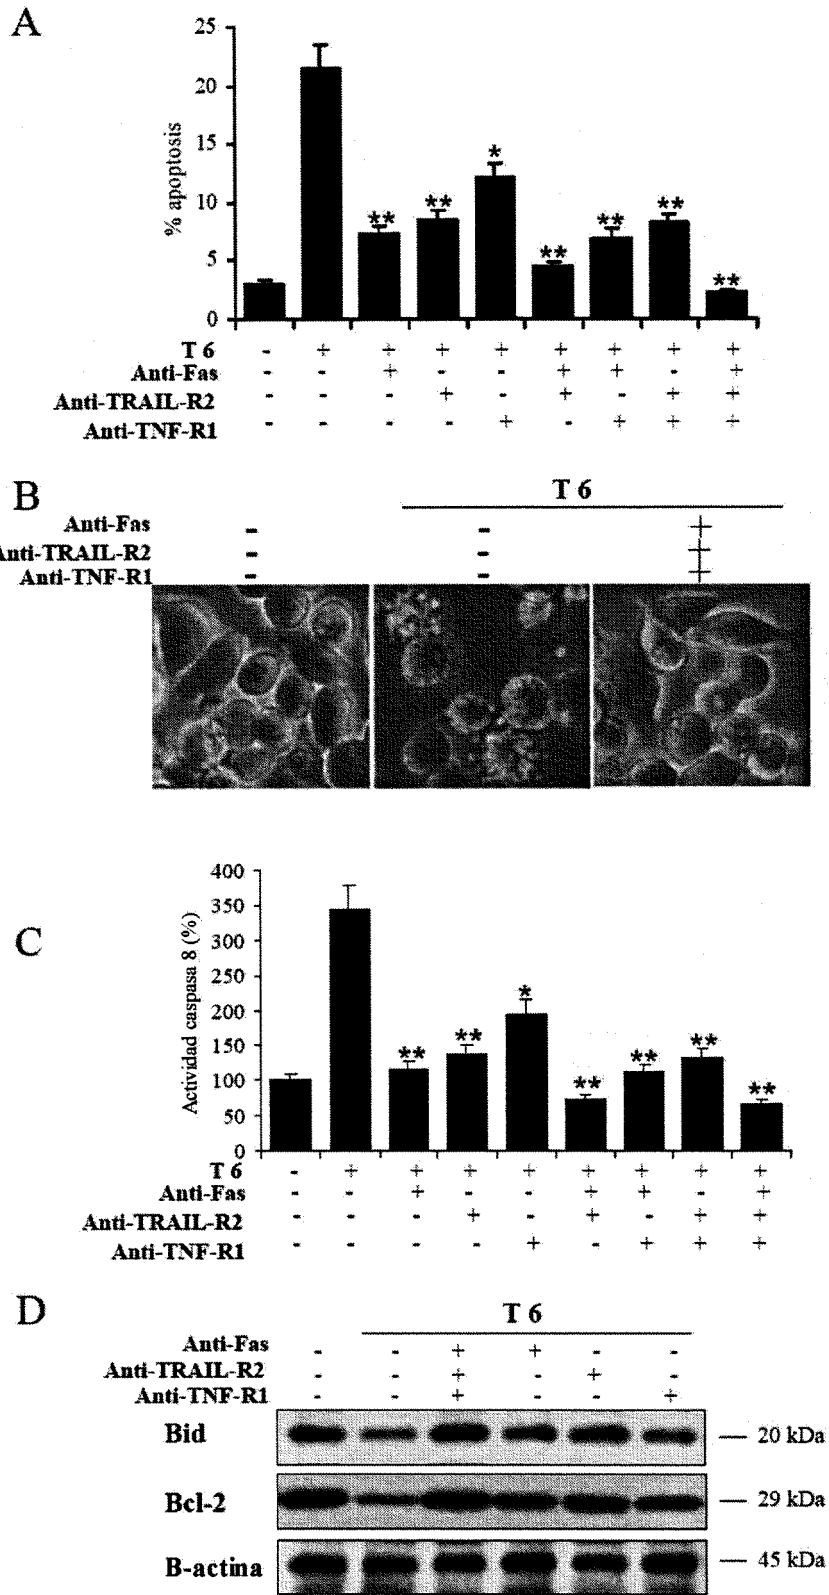 A
25
20
15
10
5
0
% apoptosis
*
** ** ** ** ** **
T 6 - + + + + + + + +
Anti-Fas - - + - - + + - +
Anti-TRAIL-R2 - - - + - + - + +
Anti-TNF-R1 - - - - + - + + +
B
T 6
Anti-Fas - - +
Anti-TRAIL-R2 - - +
Anti-TNF-R1 - - +
C
400
350
300
250
200
150
100
50
0
Actividad caspasa 8 (%)
*
** ** ** ** ** **
T 6 - + + + + + + + +
Anti-Fas - - + - - + + - +
Anti-TRAIL-R2 - - - + - + - + +
Anti-TNF-R1 - - - - + - + + +
D
T 6
Anti-Fas - - + + - -
Anti-TRAIL-R2 - - + - + -
Anti-TNF-R1 - - + - - +
Bid — 20 kDa
Bcl-2 — 29 kDa
B-actina — 45 kDa